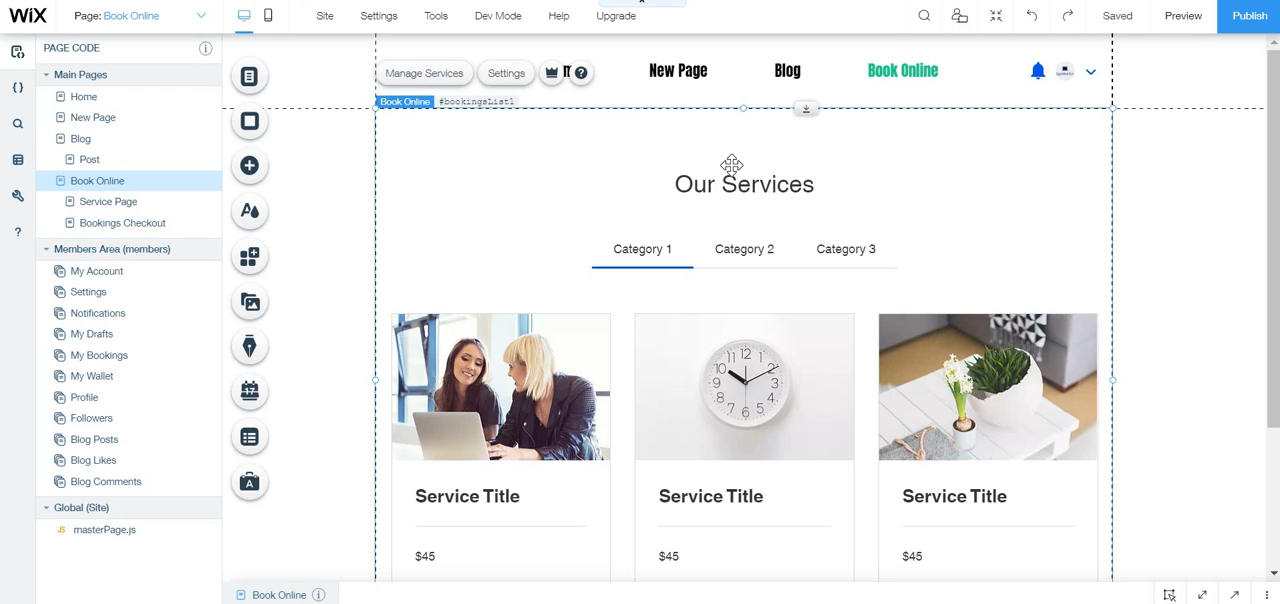 WiX
Page: Book Online
Site
Settings
Tools
Dev Mode
Help
Upgrade
Saved
Preview
Publish
PAGE CODE
Main Pages
Home
New Page
Blog
Post
Book Online
Service Page
Bookings Checkout
Members Area (members)
My Account
Settings
Notifications
My Drafts
My Bookings
My Wallet
Profile
Followers
Blog Posts
Blog Likes
Blog Comments
Global (Site)
JS masterPage.js
{ }
?
A
17
A
Manage Services
Settings
?
New Page
Blog
Book Online
Book Online #bookingsList1
Our Services
Category 1
Category 2
Category 3
Service Title
$45
Service Title
$45
Service Title
$45
Book Online